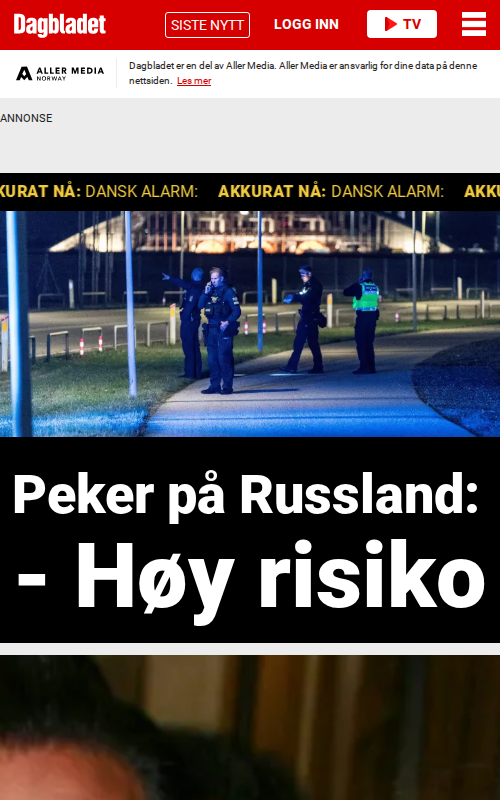 Dagbladet
SISTE NYTT
LOGG INN
TV
ALLER MEDIA
NORWAY
Dagbladet er en del av Aller Media. Aller Media er ansvarlig for dine data på denne
nettsiden. Les mer
ANNONSE
KURAT NÅ: DANSK ALARM: AKKURAT NÅ: DANSK ALARM: AKKU
Peker på Russland:
- Høy risiko